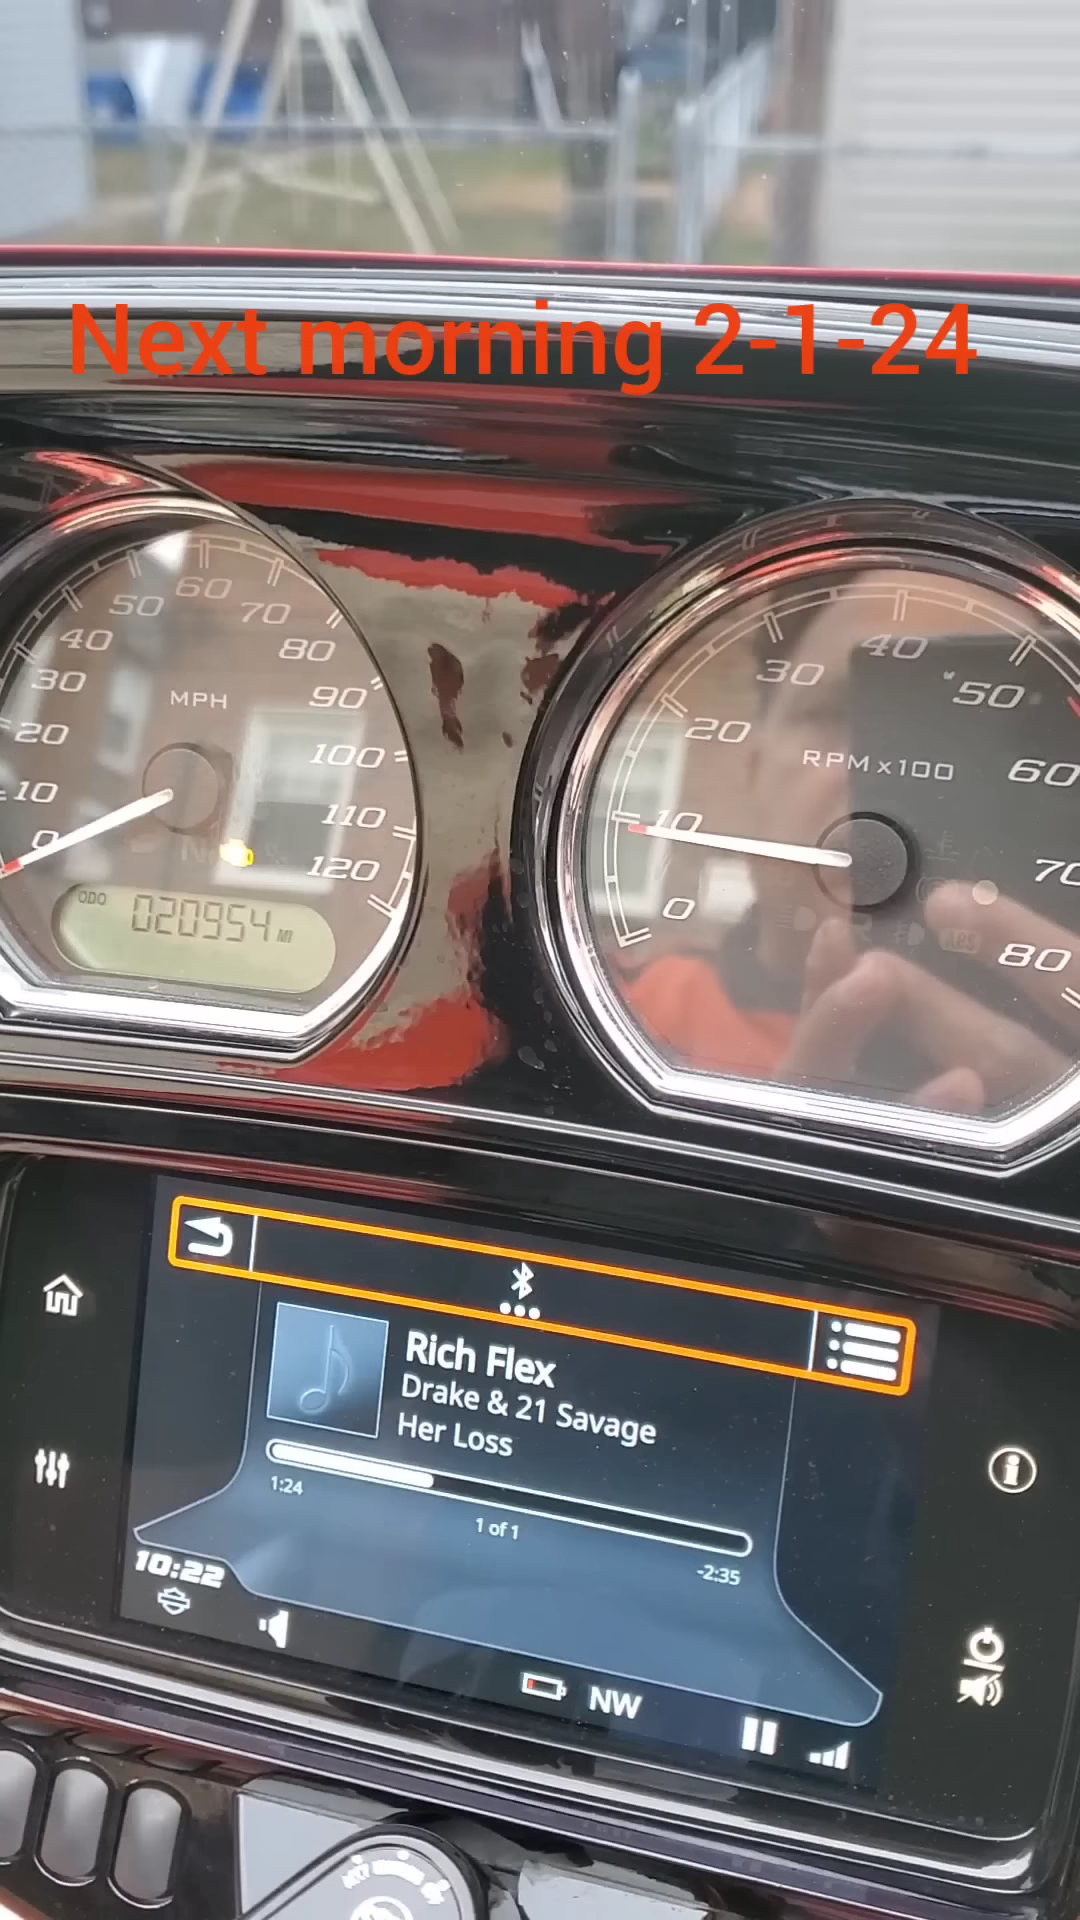 Next morning 2-1-24
0
10
20
30
40
50
60
70
80
90
100
110
120
MPH
ODO
020954 MI
0
10
20
30
40
50
60
70
80
RPMx100
ABS
Rich Flex
Drake & 21 Savage
Her Loss
1:24
-2:35
1 of 1
10:22
NW